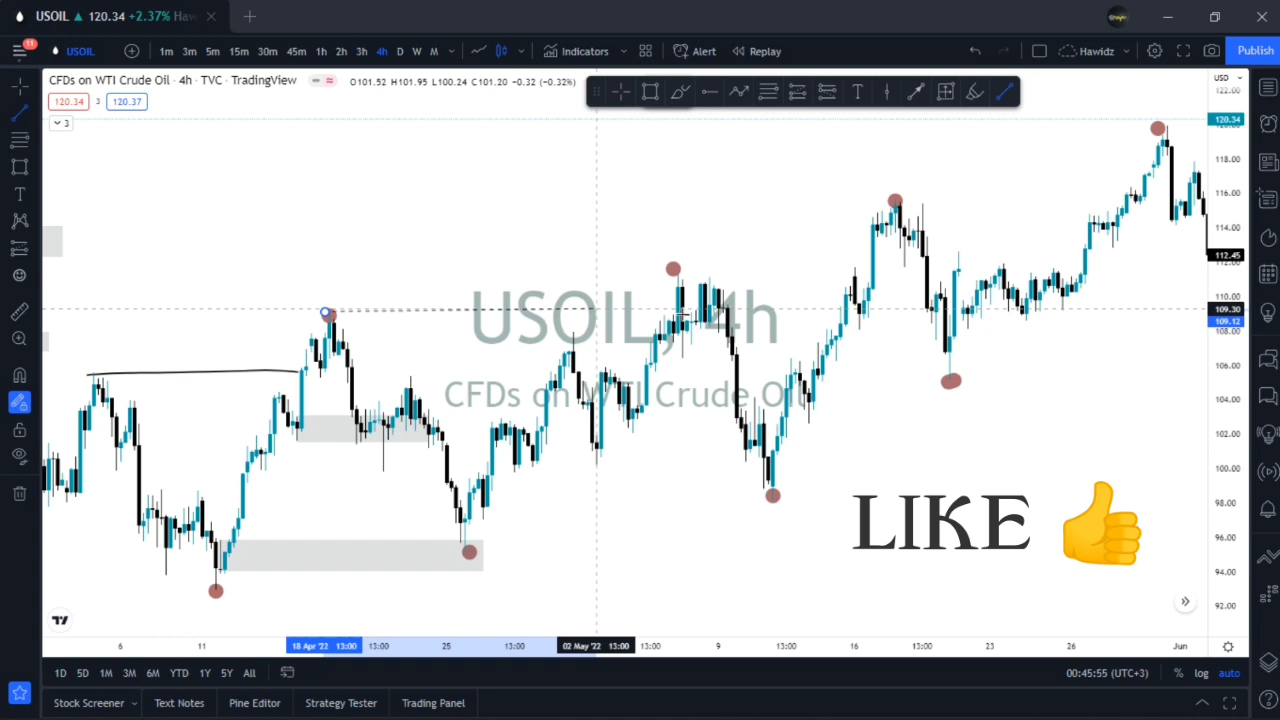 USOIL ▲ 120.34 +2.37% Haw
11 USOIL 1m 3m 5m 15m 30m 45m 1h 2h 3h 4h D W M Indicators Alert Replay Hawidz Publish
CFDs on WTI Crude Oil · 4h · TVC · TradingView O101.52 H101.95 L100.24 C101.20 −0.32 (−0.32%)
120.34 3 120.37
3
USD
122.00
120.34
118.00
116.00
114.00
112.45
112.00
110.00
109.30
109.12
108.00
106.00
104.00
102.00
100.00
98.00
96.00
94.00
92.00
USOIL, 4h
CFDs on WTI Crude Oil
LIKE
6 11 18 Apr '22 13:00 13:00 25 13:00 02 May '22 13:00 13:00 9 13:00 16 13:00 23 26 Jun
1D 5D 1M 3M 6M YTD 1Y 5Y All 00:45:55 (UTC+3) % log auto
Stock Screener Text Notes Pine Editor Strategy Tester Trading Panel